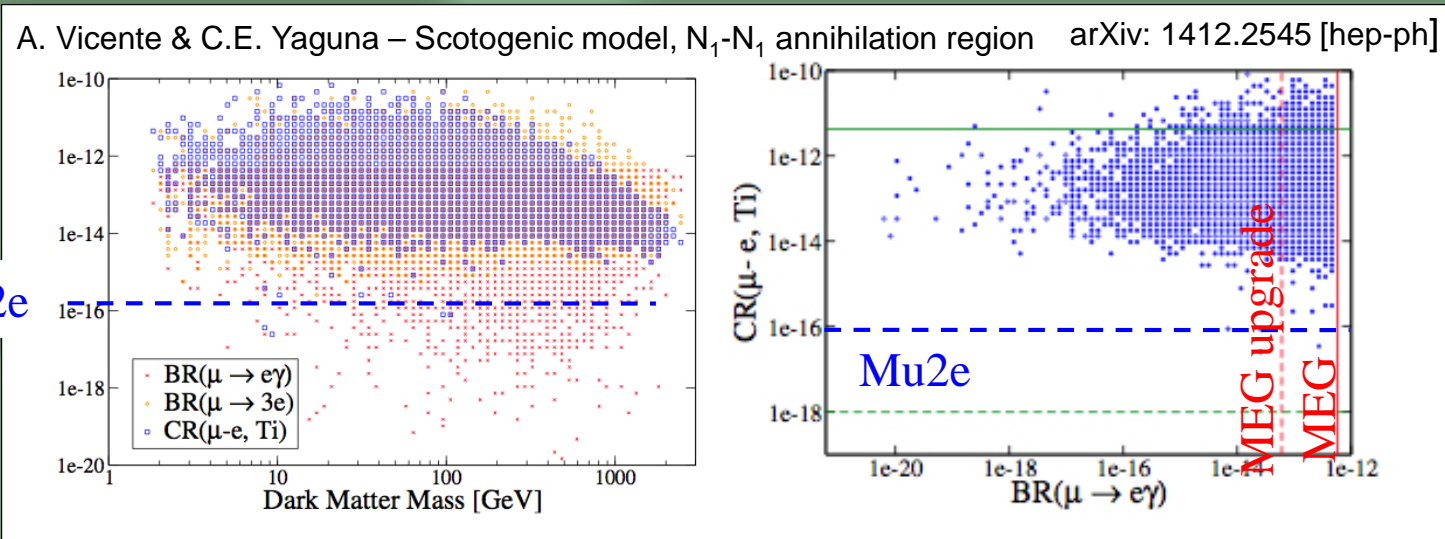 A. Vicente & C.E. Yaguna – Scotogenic model, N₁-N₁ annihilation region arXiv: 1412.2545 [hep-ph]
1e-10
1e-12
1e-14
1e-16
1e-18
1e-20
2e
BR(μ → eγ)
BR(μ → 3e)
CR(μ-e, Ti)
1
10
100
1000
Dark Matter Mass [GeV]
1e-10
1e-12
1e-14
1e-16
1e-18
CR(μ- e, Ti)
Mu2e
MEG upgrade
MEG
1e-20
1e-18
1e-16
1e-12
BR(μ → eγ)